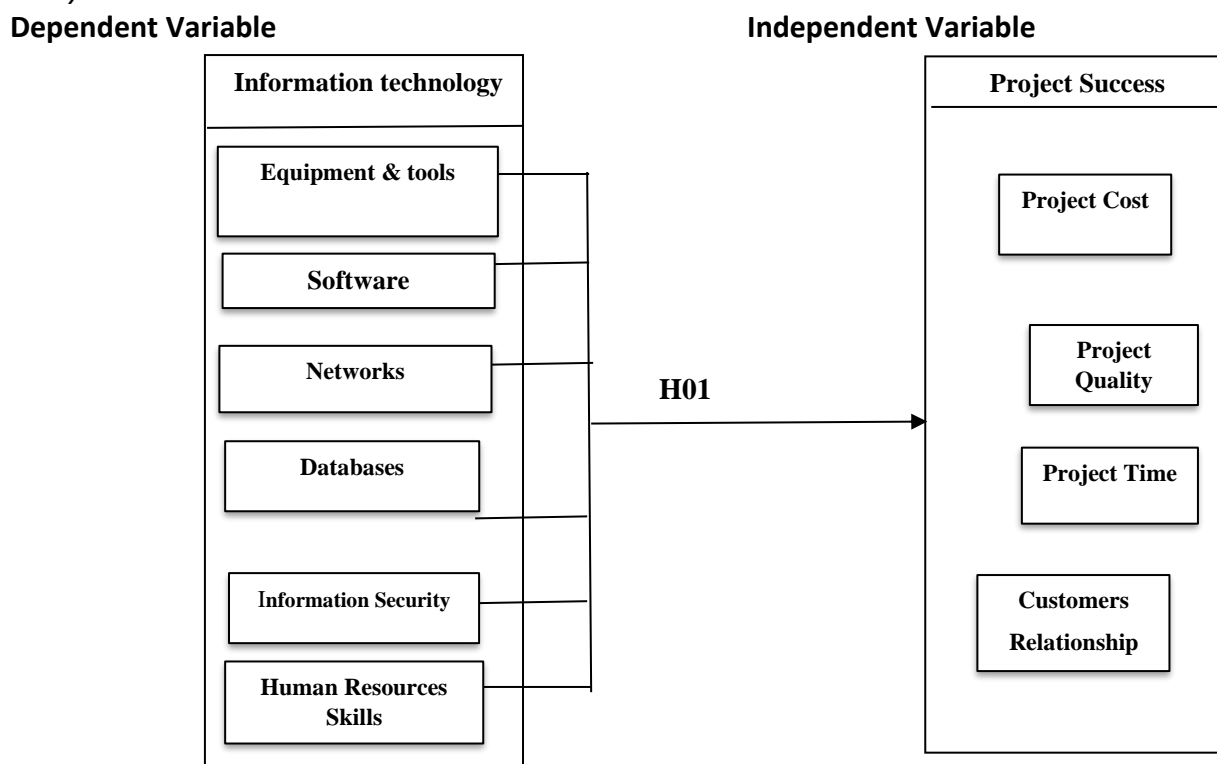 Dependent Variable
Independent Variable
Information technology
Equipment & tools
Software
Networks
Databases
Information Security
Human Resources
Skills
H01
Project Success
Project Cost
Project
Quality
Project Time
Customers
Relationship